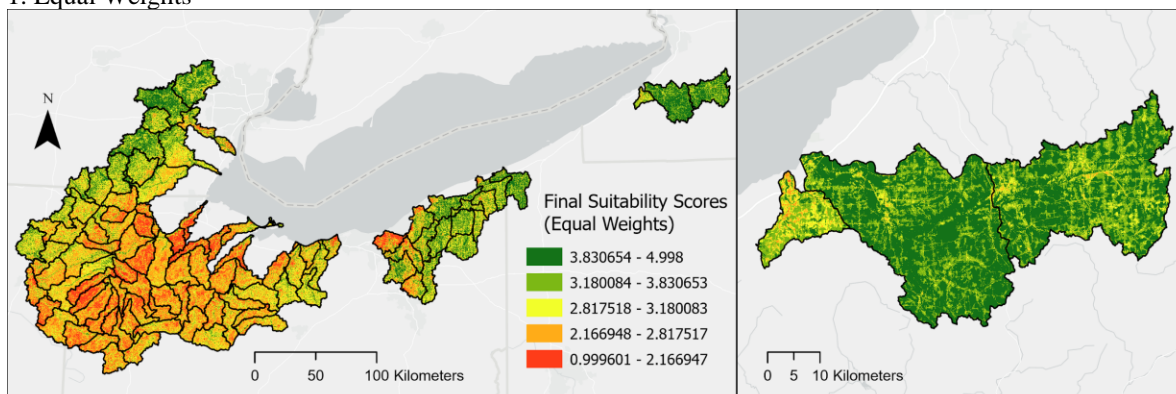 1. Equal Weights
N
Final Suitability Scores
(Equal Weights)
3.830654 - 4.998
3.180084 - 3.830653
2.817518 - 3.180083
2.166948 - 2.817517
0.999601 - 2.166947
0 50 100 Kilometers
0 5 10 Kilometers